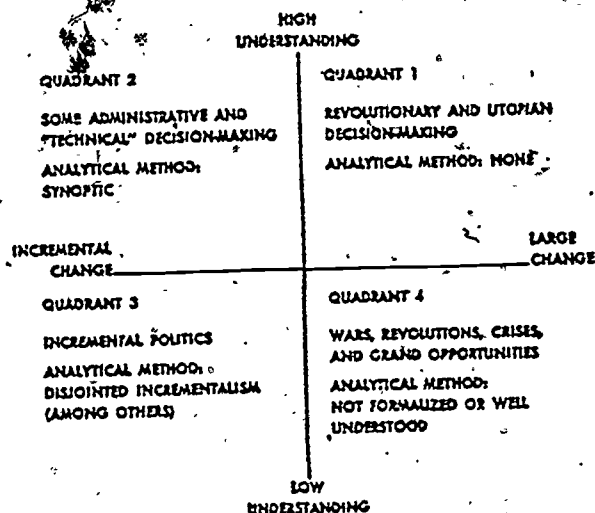 HIGH
UNDERSTANDING
QUADRANT 2
SOME ADMINISTRATIVE AND
"TECHNICAL" DECISION-MAKING
ANALYTICAL METHOD:
SYNOPTIC
QUADRANT 1
REVOLUTIONARY AND UTOPIAN
DECISION-MAKING
ANALYTICAL METHOD: NONE
INCREMENTAL
CHANGE
LARGE
CHANGE
QUADRANT 3
INCREMENTAL POLITICS
ANALYTICAL METHOD:
DISJOINTED INCREMENTALISM
(AMONG OTHERS)
QUADRANT 4
WARS, REVOLUTIONS, CRISES,
AND GRAND OPPORTUNITIES
ANALYTICAL METHOD:
NOT FORMALIZED OR WELL
UNDERSTOOD
LOW
UNDERSTANDING